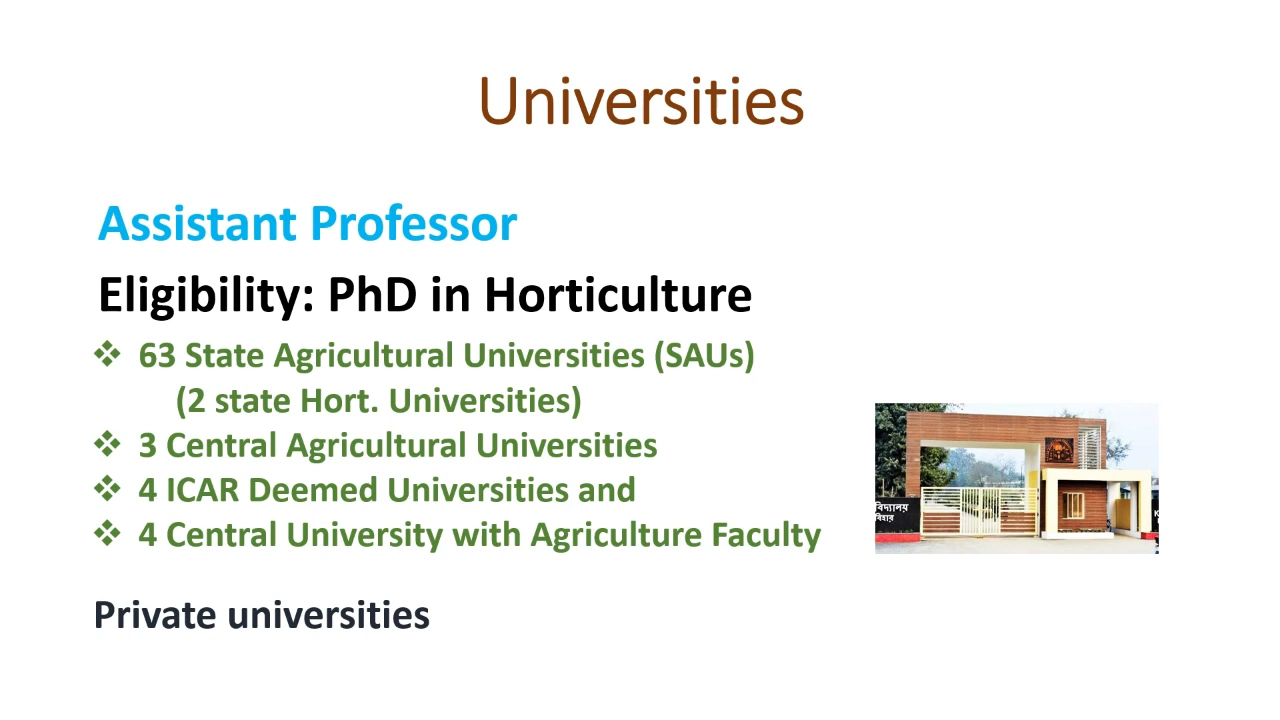 Universities
Assistant Professor
Eligibility: PhD in Horticulture
❖ 63 State Agricultural Universities (SAUs)
(2 state Hort. Universities)
❖ 3 Central Agricultural Universities
❖ 4 ICAR Deemed Universities and
❖ 4 Central University with Agriculture Faculty
Private universities